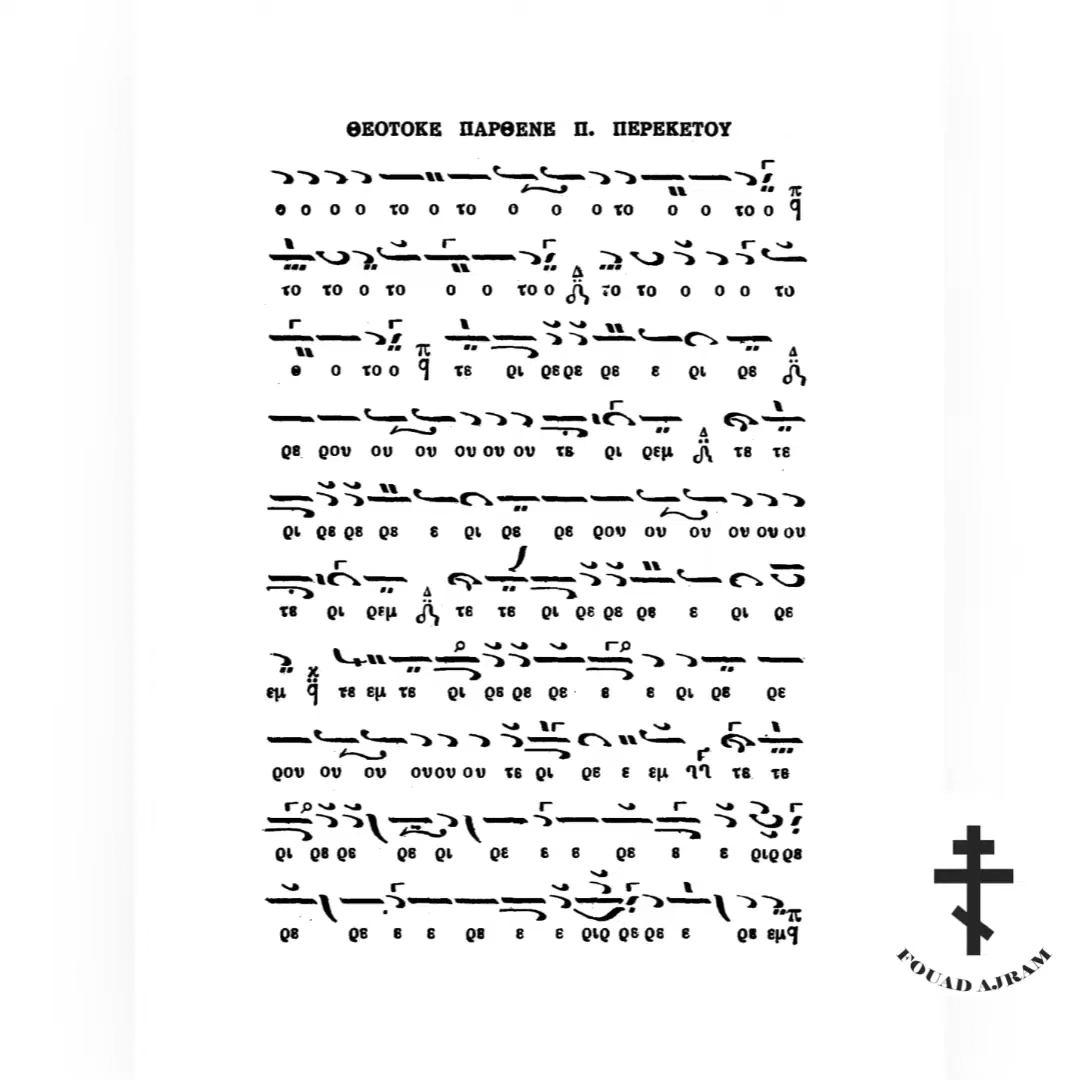 ΘΕΟΤΟΚΕ ΠΑΡΘΕΝΕ Π. ΠΕΡΕΚΕΤΟΥ
ο ο ο ο το ο το ο ο ο το ο ο το ο π q
το το ο το ο ο το ο Δ το το ο ο ο το
ο ο το ο π q τε ρι ρε ρε ρε ε ρι ρε Δ
ρε ρου ου ου ου ου ου τε ρι ρεμ Δ τε τε
ρι ρε ρε ρε ε ρι ρε ρε ρου ου ου ου ου ου
τε ρι ρεμ Δ τε τε ρι ρε ρε ρε ε ρι ρε
εμ χ q τε εμ τε ρι ρε ρε ρε ε ε ρι ρε ρε
ρου ου ου ου ου ου τε ρι ρε ε εμ τε τε
ρι ρε ρε ρε ρι ρε ε ε ρε ε ε ρι ρ ρε
ρε ρε ε ε ρε ε ε ρι ρ ρε ρε ε ρε εμ π q
FOUAD AJRAM